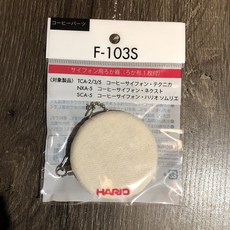 コーヒーパーツ
F-103S
サイフォン用ろか器（ろか布1枚付）
〈対象製品〉 TCA-2/3/5 コーヒーサイフォン・テクニカ
NXA-5 コーヒーサイフォン・ネクスト
SCA-5 コーヒーサイフォン・ハリオ ソムリエ
HARIO